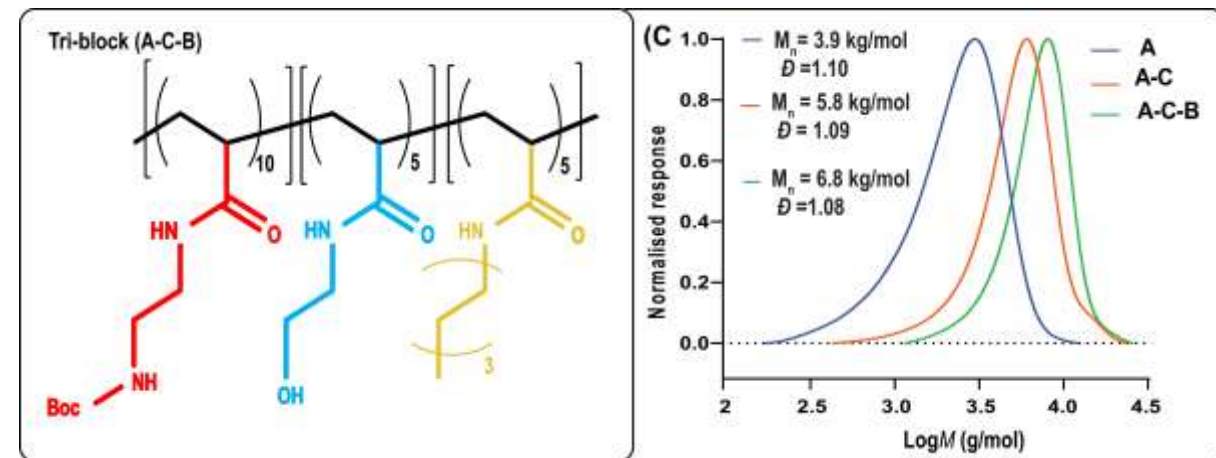 Tri-block (A-C-B)
10
5
5
HN
O
HN
O
HN
O
3
NH
Boc
OH
(C
Normalised response
1.0
0.8
0.6
0.4
0.2
0.0
2
2.5
3.0
3.5
4.0
4.5
LogM (g/mol)
Mn = 3.9 kg/mol
Đ =1.10
Mn = 5.8 kg/mol
Đ = 1.09
Mn = 6.8 kg/mol
Đ =1.08
A
A-C
A-C-B